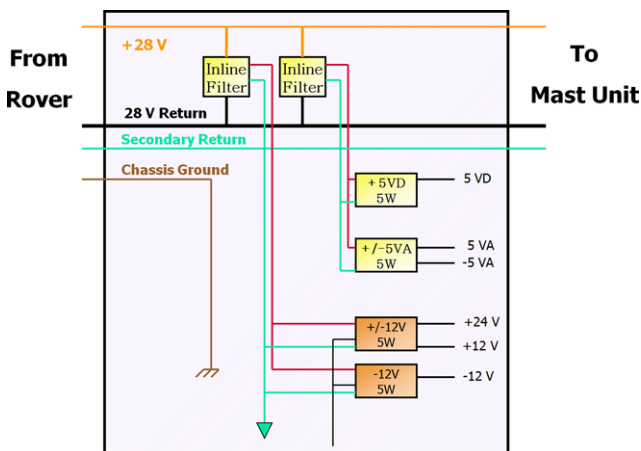 From
Rover
+28 V
Inline
Filter
Inline
Filter
To
Mast Unit
28 V Return
Secondary Return
Chassis Ground
+5VD
5W
5 VD
+/-5VA
5W
5 VA
-5 VA
+/-12V
5W
+24 V
+12 V
-12V
5W
-12 V